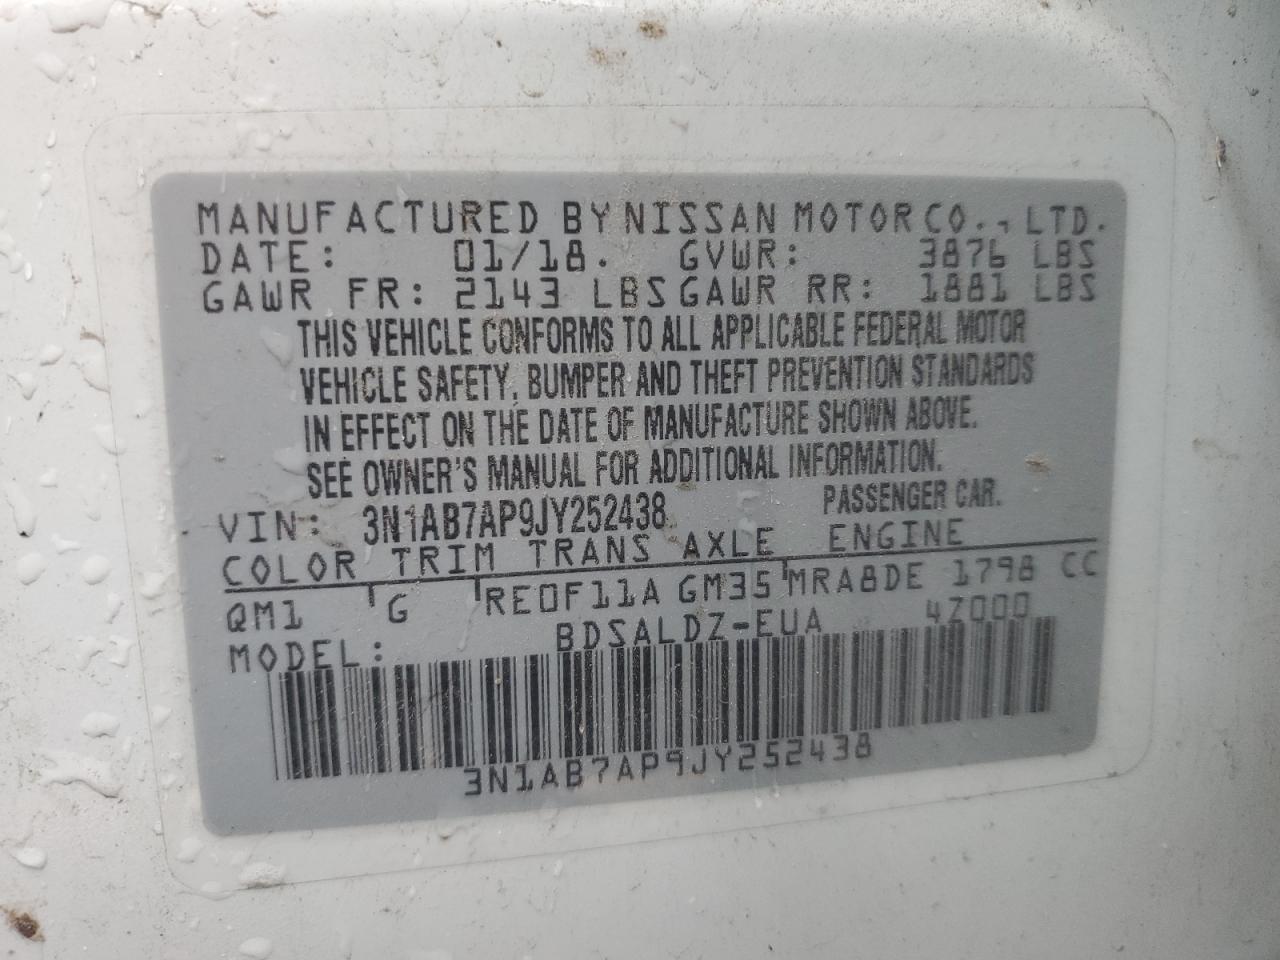 MANUFACTURED BY NISSAN MOTOR CO., LTD.
DATE: 01/18. GVWR: 3876 LBS
GAWR FR: 2143 LBS GAWR RR: 1881 LBS
THIS VEHICLE CONFORMS TO ALL APPLICABLE FEDERAL MOTOR
VEHICLE SAFETY, BUMPER AND THEFT PREVENTION STANDARDS
IN EFFECT ON THE DATE OF MANUFACTURE SHOWN ABOVE.
SEE OWNER'S MANUAL FOR ADDITIONAL INFORMATION.
VIN: 3N1AB7AP9JY252438 PASSENGER CAR.
COLOR TRIM TRANS AXLE ENGINE
QM1 G RE0F11A GM35 MRA8DE 1798 CC
MODEL: BDSALDZ-EUA 4Z000
3N1AB7AP9JY252438